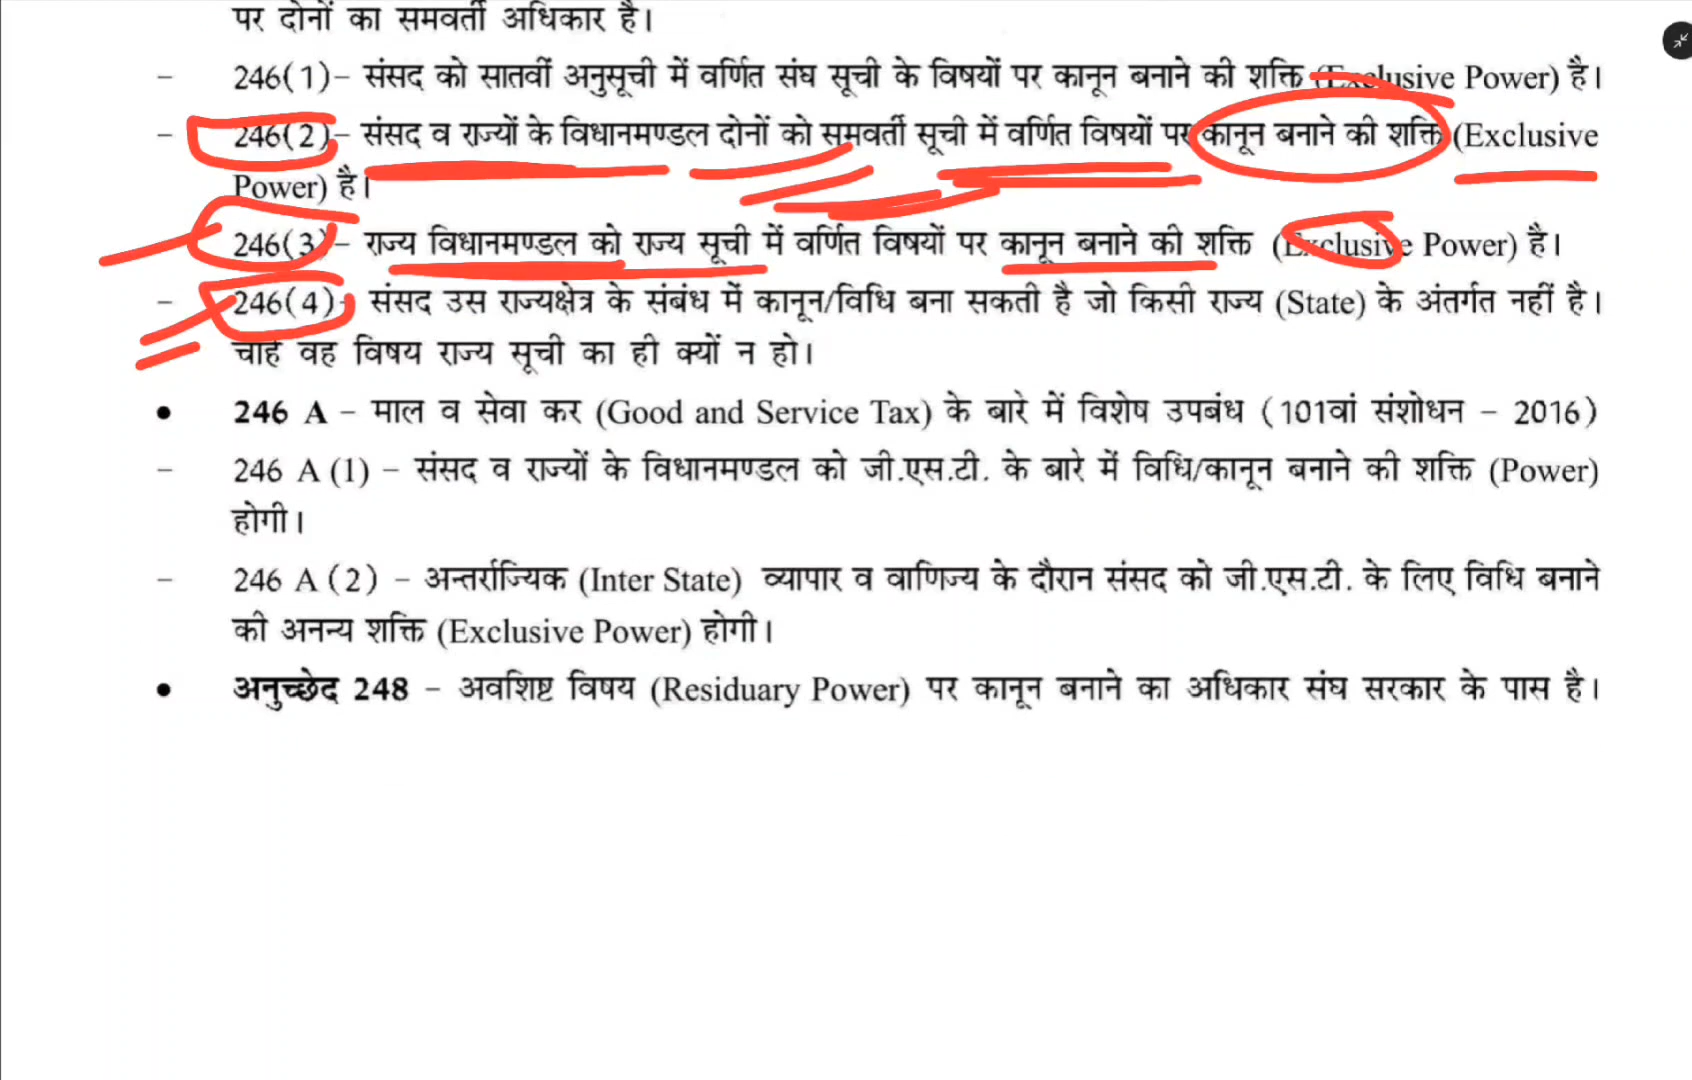 पर दोनों का समवर्ती अधिकार है।
– 246(1)– संसद को सातवीं अनुसूची में वर्णित संघ सूची के विषयों पर कानून बनाने की शक्ति (Exclusive Power) है।
– 246(2)– संसद व राज्यों के विधानमण्डल दोनों को समवर्ती सूची में वर्णित विषयों पर कानून बनाने की शक्ति (Exclusive
Power) है।
246(3)– राज्य विधानमण्डल को राज्य सूची में वर्णित विषयों पर कानून बनाने की शक्ति (Exclusive Power) है।
– 246(4)– संसद उस राज्यक्षेत्र के संबंध में कानून/विधि बना सकती है जो किसी राज्य (State) के अंतर्गत नहीं है।
चाहे वह विषय राज्य सूची का ही क्यों न हो।
• 246 A – माल व सेवा कर (Good and Service Tax) के बारे में विशेष उपबंध (101वां संशोधन – 2016)
– 246 A (1) – संसद व राज्यों के विधानमण्डल को जी.एस.टी. के बारे में विधि/कानून बनाने की शक्ति (Power)
होगी।
– 246 A (2) – अन्तर्राज्यिक (Inter State) व्यापार व वाणिज्य के दौरान संसद को जी.एस.टी. के लिए विधि बनाने
की अनन्य शक्ति (Exclusive Power) होगी।
• अनुच्छेद 248 – अवशिष्ट विषय (Residuary Power) पर कानून बनाने का अधिकार संघ सरकार के पास है।